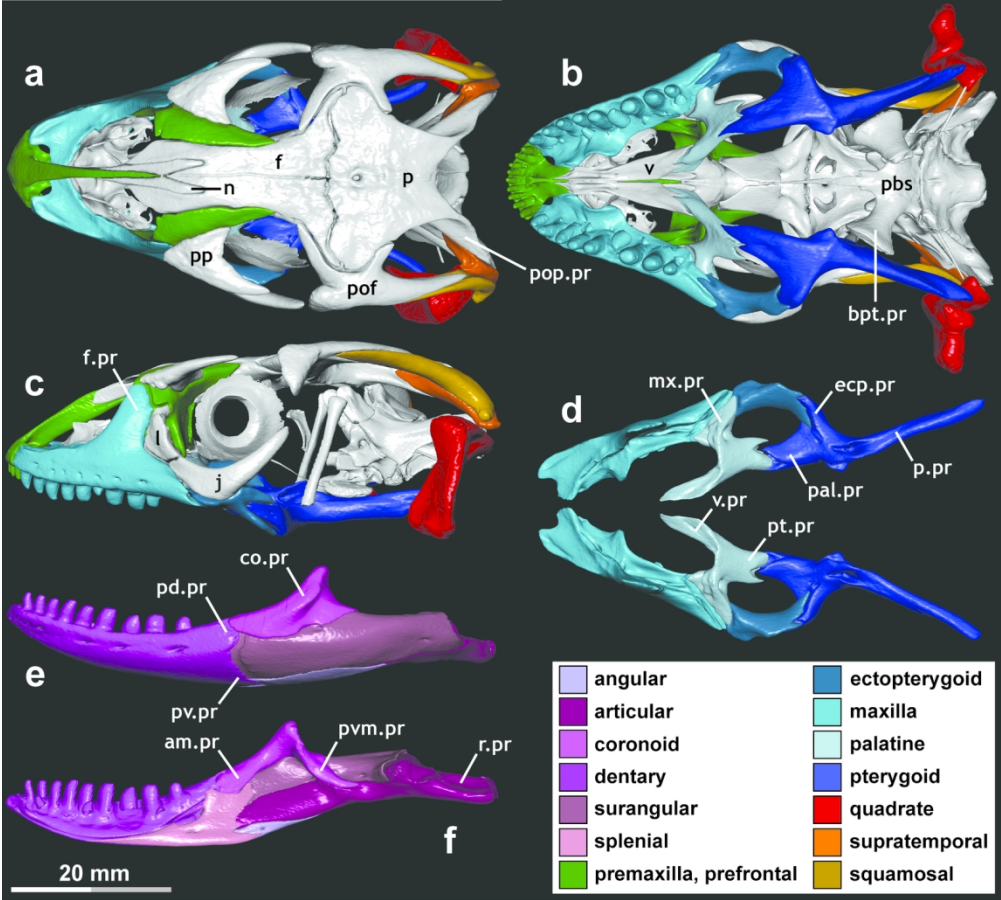 a
f
n
p
pp
pof
pop.pr
b
v
pbs
bpt.pr
c
f.pr
l
j
d
mx.pr
ecp.pr
pal.pr
p.pr
v.pr
pt.pr
e
co.pr
pd.pr
pv.pr
f
am.pr
pvm.pr
r.pr
20 mm
angular
articular
coronoid
dentary
surangular
splenial
premaxilla, prefrontal
ectopterygoid
maxilla
palatine
pterygoid
quadrate
supratemporal
squamosal